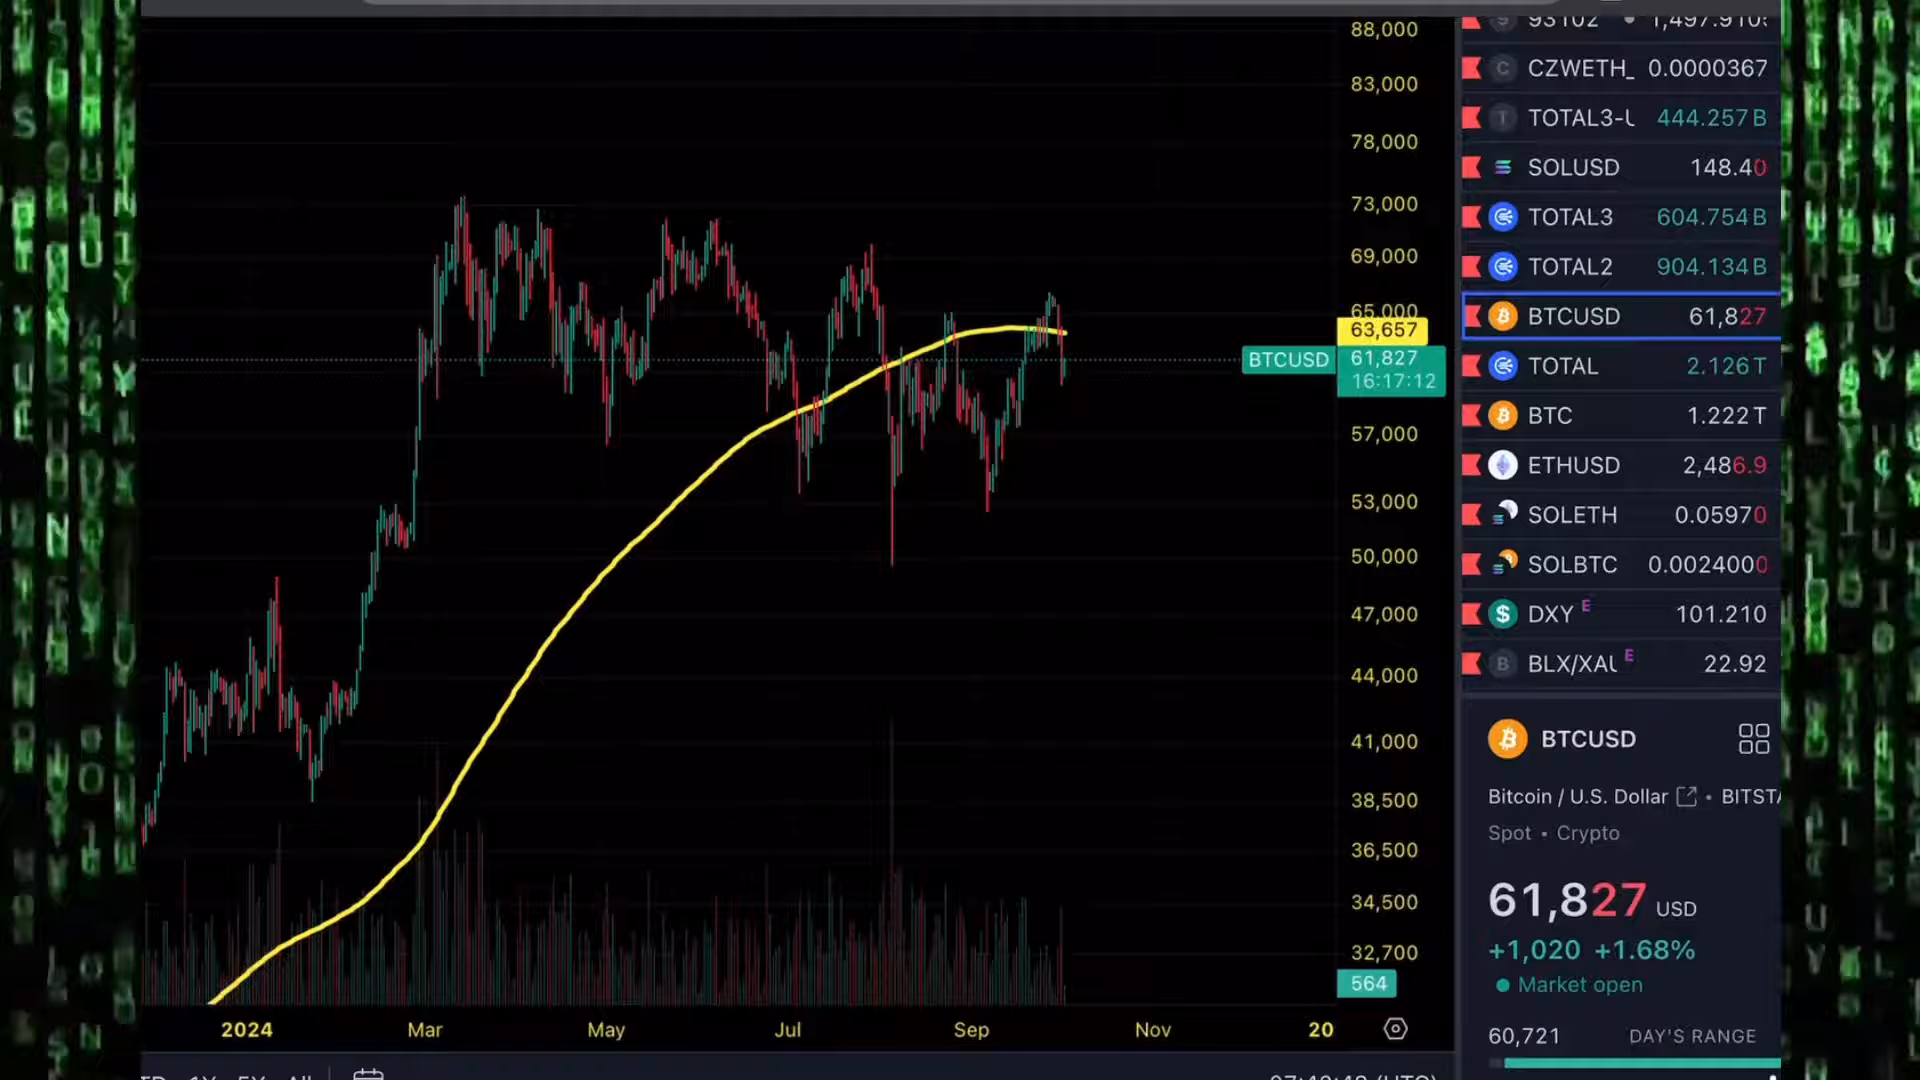 88,000
83,000
78,000
73,000
69,000
65,000
63,657
BTCUSD 61,827
16:17:12
57,000
53,000
50,000
47,000
44,000
41,000
38,500
36,500
34,500
32,700
564
2024 Mar May Jul Sep Nov 20
CZWETH_ 0.0000367
TOTAL3-U 444.257B
SOLUSD 148.40
TOTAL3 604.754B
TOTAL2 904.134B
BTCUSD 61,827
TOTAL 2.126T
BTC 1.222T
ETHUSD 2,486.9
SOLETH 0.05970
SOLBTC 0.0024000
DXY E 101.210
BLX/XAU E 22.92
BTCUSD
Bitcoin / U.S. Dollar • BITSTA
Spot • Crypto
61,827 USD
+1,020 +1.68%
Market open
60,721 DAY'S RANGE